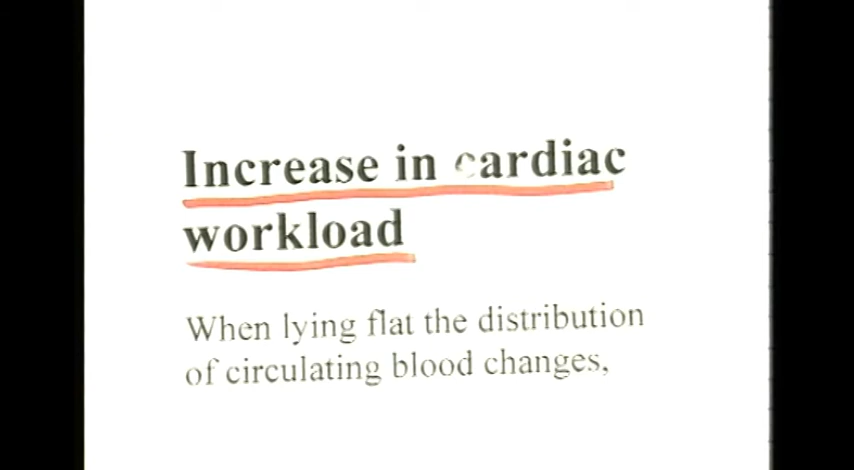 Increase in cardiac
workload
When lying flat the distribution
of circulating blood changes,